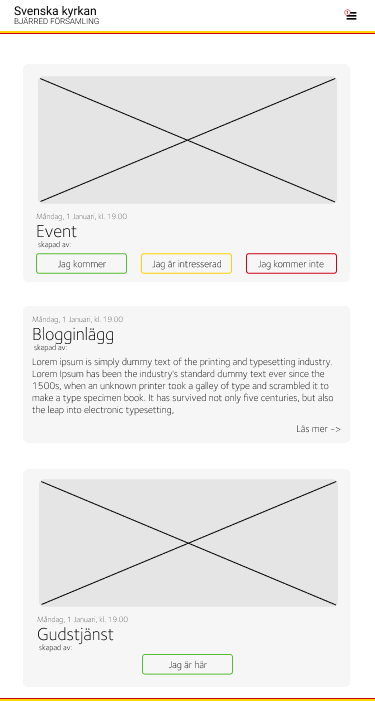 Svenska kyrkan
BJÄRRED FÖRSAMLING
Måndag, 1 Januari, kl. 19.00
Event
skapad av:
Jag kommer
Jag är intresserad
Jag kommer inte
Måndag, 1 Januari, kl. 19.00
Blogginlägg
skapad av:
Lorem ipsum is simply dummy text of the printing and typesetting industry.
Lorem Ipsum has been the industry's standard dummy text ever since the
1500s, when an unknown printer took a galley of type and scrambled it to
make a type specimen book. It has survived not only five centuries, but also
the leap into electronic typesetting,
Läs mer ->
Måndag, 1 Januari, kl. 19.00
Gudstjänst
skapad av:
Jag är här